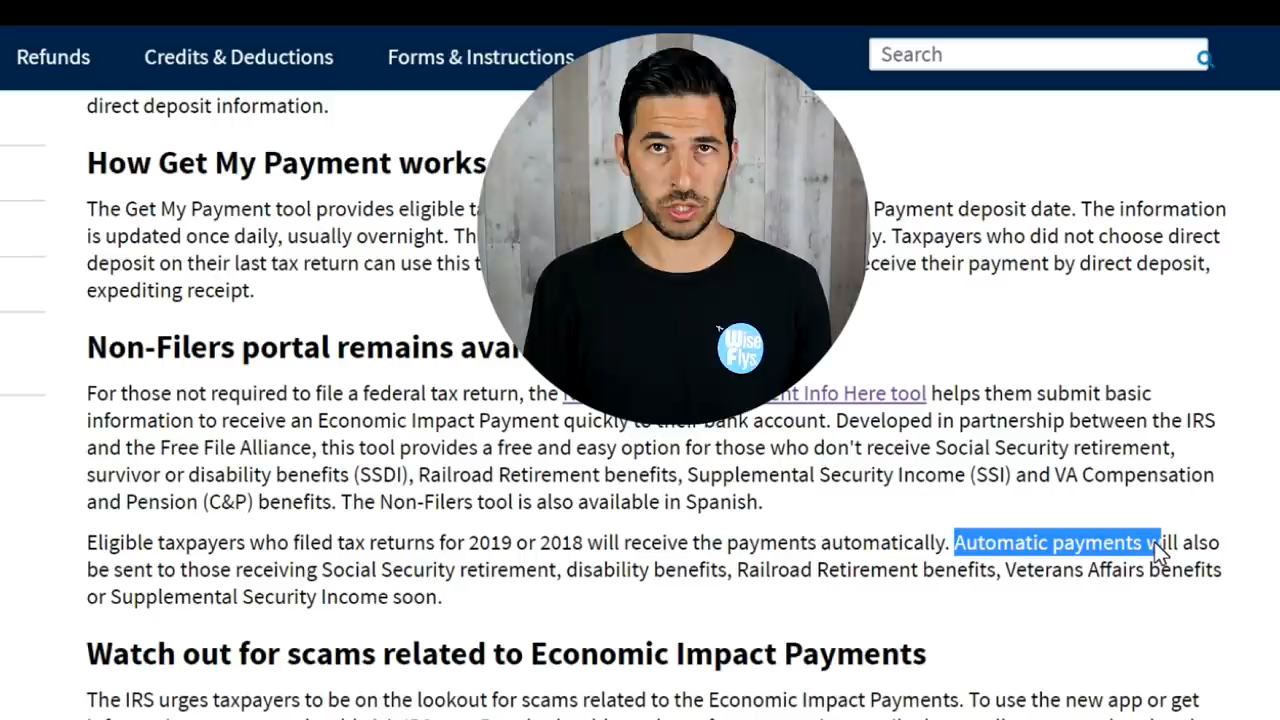 Refunds Credits & Deductions Forms & Instructions Search
direct deposit information.
How Get My Payment works
The Get My Payment tool provides eligible Payment deposit date. The information
is updated once daily, usually overnight. Taxpayers who did not choose direct
deposit on their last tax return can use this their payment by direct deposit,
expediting receipt.
Wise
Flys
Non-Filers portal remains
For those not required to file a federal tax return, the Info Here tool helps them submit basic
information to receive an Economic Impact Payment quickly to their bank account. Developed in partnership between the IRS
and the Free File Alliance, this tool provides a free and easy option for those who don't receive Social Security retirement,
survivor or disability benefits (SSDI), Railroad Retirement benefits, Supplemental Security Income (SSI) and VA Compensation
and Pension (C&P) benefits. The Non-Filers tool is also available in Spanish.
Eligible taxpayers who filed tax returns for 2019 or 2018 will receive the payments automatically. Automatic payments will also
be sent to those receiving Social Security retirement, disability benefits, Railroad Retirement benefits, Veterans Affairs benefits
or Supplemental Security Income soon.
Watch out for scams related to Economic Impact Payments
The IRS urges taxpayers to be on the lookout for scams related to the Economic Impact Payments. To use the new app or get